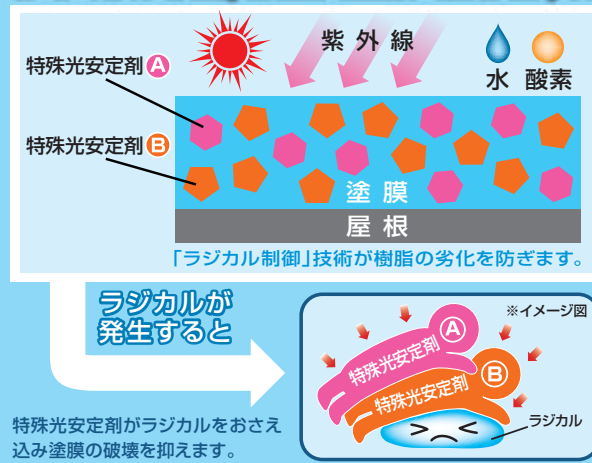 特殊光安定剤A
紫外線
水 酸素
特殊光安定剤B
塗膜
屋根
「ラジカル制御」技術が樹脂の劣化を防ぎます。
ラジカルが
発生すると
※イメージ図
特殊光安定剤 A
特殊光安定剤 B
ラジカル
特殊光安定剤がラジカルをおさえ
込み塗膜の破壊を抑えます。